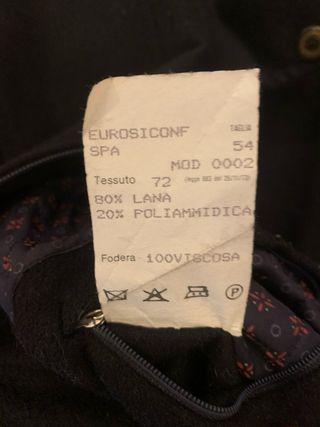 EUROSICONF TAGLIA
SPA 54
MOD 0002
Tessuto 72
80% LANA
20% POLIAMMIDICA
Fodera 100VISCOSA
P